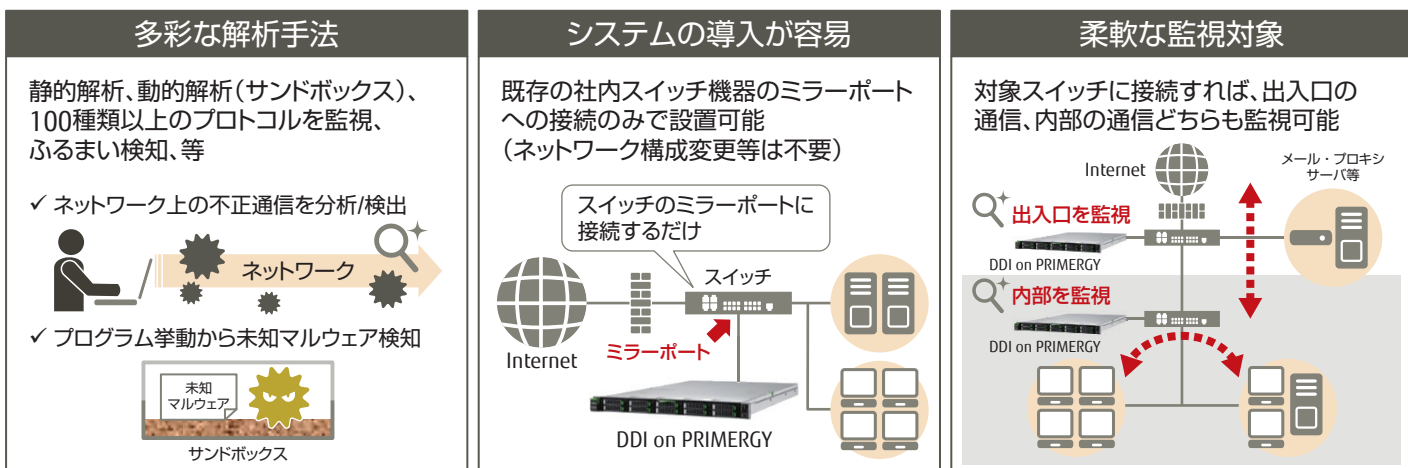 多彩な解析手法
静的解析、動的解析(サンドボックス)、
100種類以上のプロトコルを監視、
ふるまい検知、等
✓ ネットワーク上の不正通信を分析/検出
ネットワーク
✓ プログラム挙動から未知マルウェア検知
未知
マルウェア
サンドボックス
システムの導入が容易
既存の社内スイッチ機器のミラーポート
への接続のみで設置可能
(ネットワーク構成変更等は不要)
スイッチのミラーポートに
接続するだけ
スイッチ
Internet
ミラーポート
DDI on PRIMERGY
柔軟な監視対象
対象スイッチに接続すれば、出入口の
通信、内部の通信どちらも監視可能
Internet
メール・プロキシ
サーバ等
出入口を監視
DDI on PRIMERGY
内部を監視
DDI on PRIMERGY